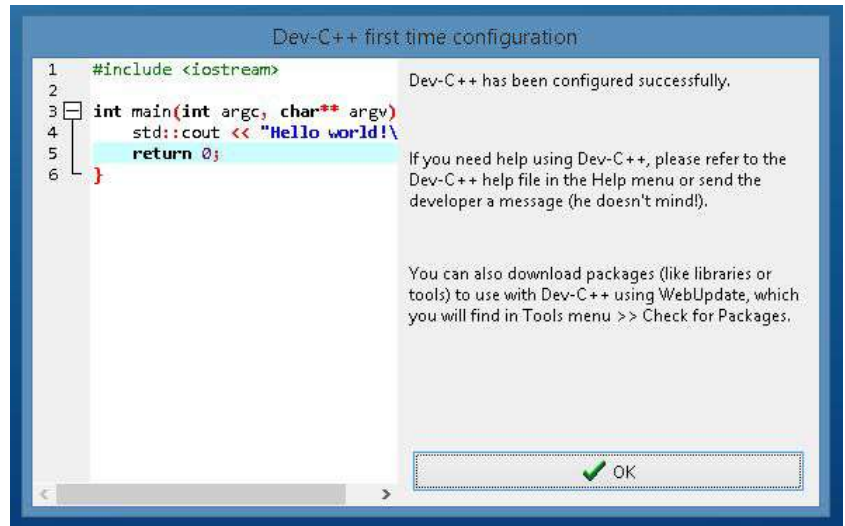 Dev-C++ first time configuration
1 #include <iostream>
2
3 int main(int argc, char** argv)
4 std::cout << "Hello world!\
5 return 0;
6 }
Dev-C++ has been configured successfully.
If you need help using Dev-C++, please refer to the
Dev-C++ help file in the Help menu or send the
developer a message (he doesn't mind!).
You can also download packages (like libraries or
tools) to use with Dev-C++ using WebUpdate, which
you will find in Tools menu >> Check for Packages.
OK